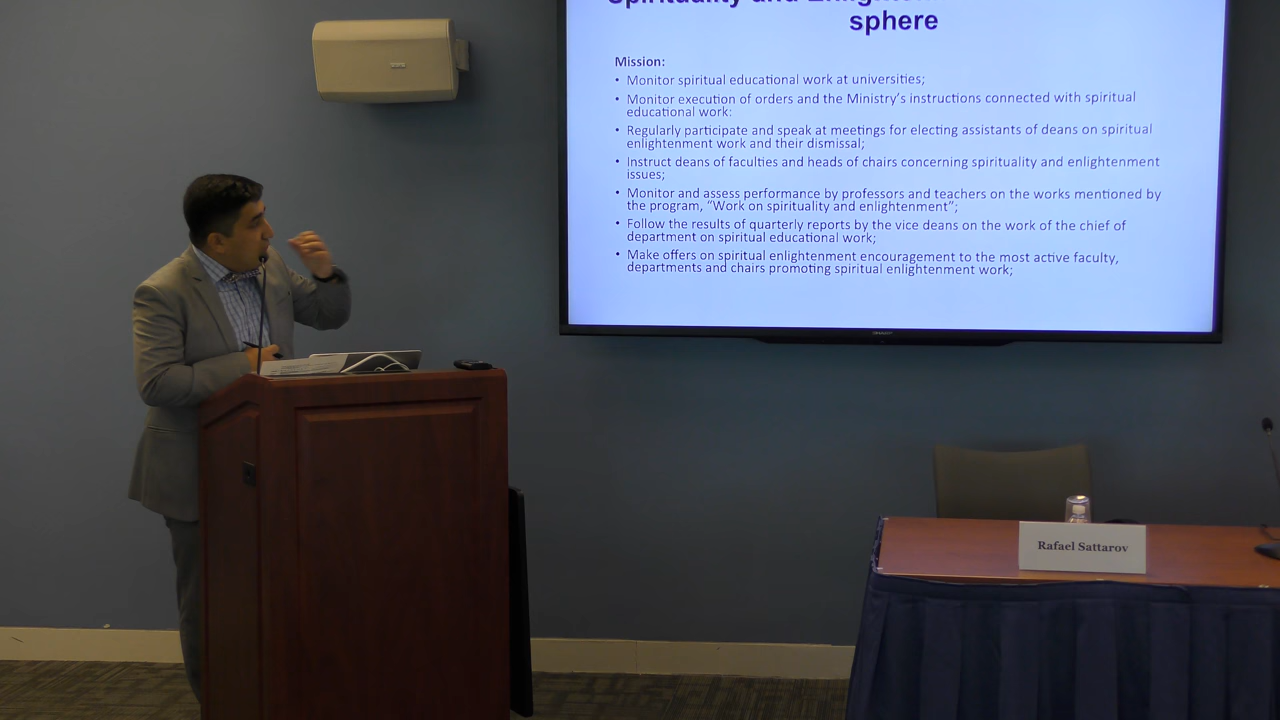 Spirituality and
sphere
Mission:
• Monitor spiritual educational work at universities;
• Monitor execution of orders and the Ministry's instructions connected with spiritual
educational work:
• Regularly participate and speak at meetings for electing assistants of deans on spiritual
enlightenment work and their dismissal;
• Instruct deans of faculties and heads of chairs concerning spirituality and enlightenment
issues;
• Monitor and assess performance by professors and teachers on the works mentioned by
the program, "Work on spirituality and enlightenment";
• Follow the results of quarterly reports by the vice deans on the work of the chief of
department on spiritual educational work;
• Make offers on spiritual enlightenment encouragement to the most active faculty,
departments and chairs promoting spiritual enlightenment work;
Rafael Sattarov